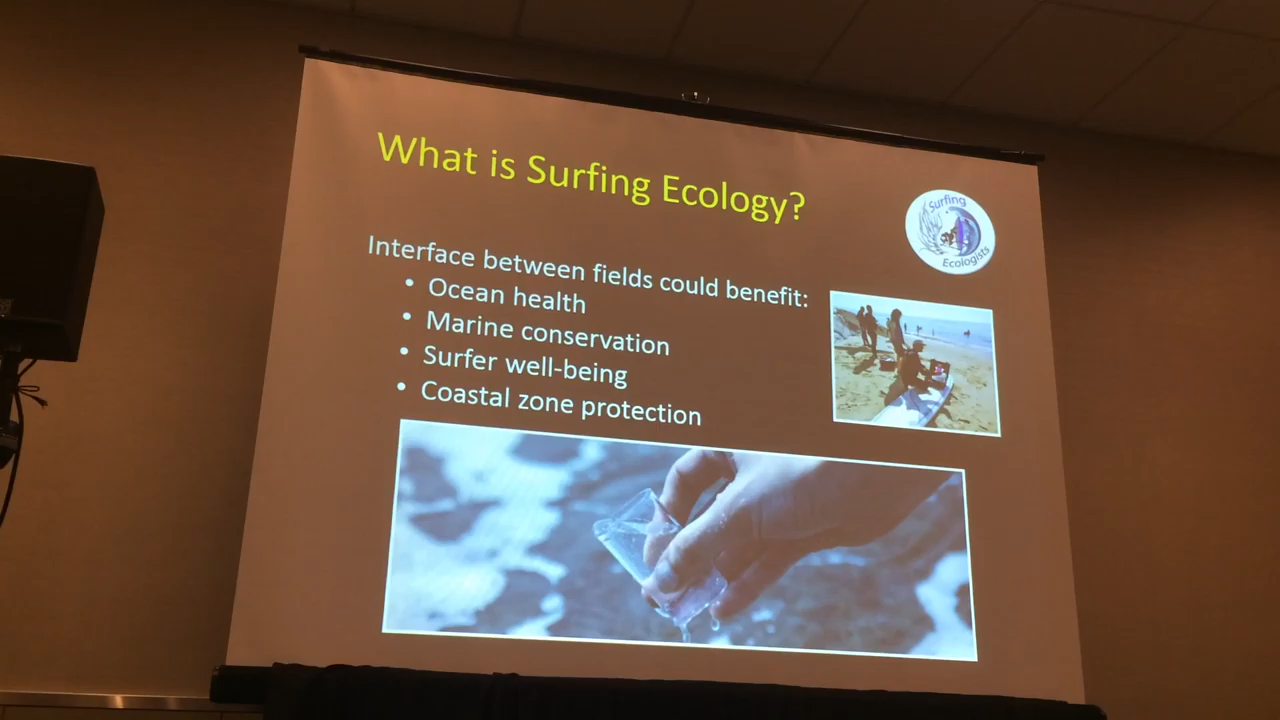 What is Surfing Ecology?
Surfing
Ecologists
Interface between fields could benefit:
• Ocean health
• Marine conservation
• Surfer well-being
• Coastal zone protection